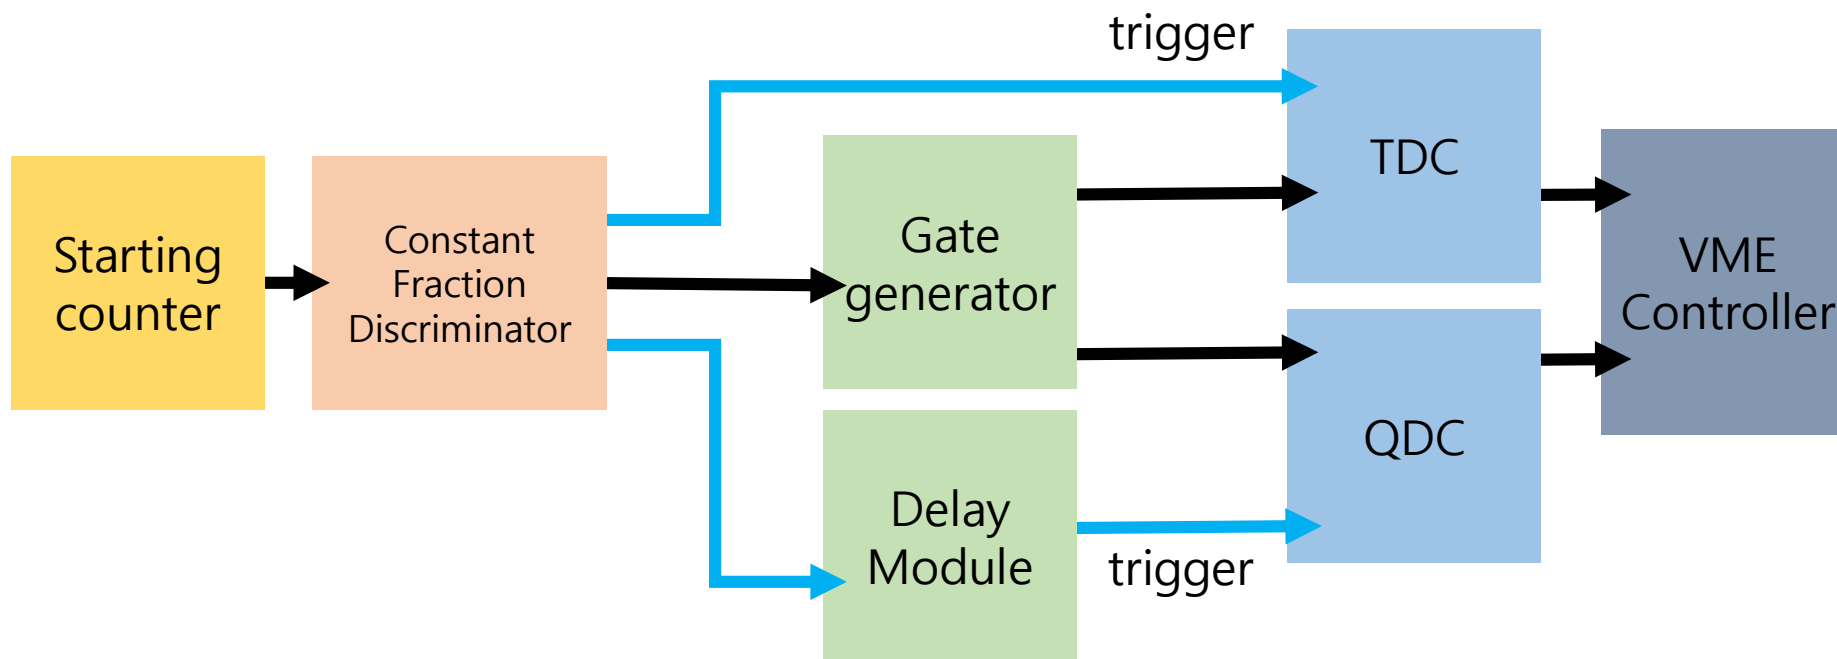 trigger
Starting
counter
Constant
Fraction
Discriminator
Gate
generator
TDC
VME
Controller
QDC
Delay
Module
trigger